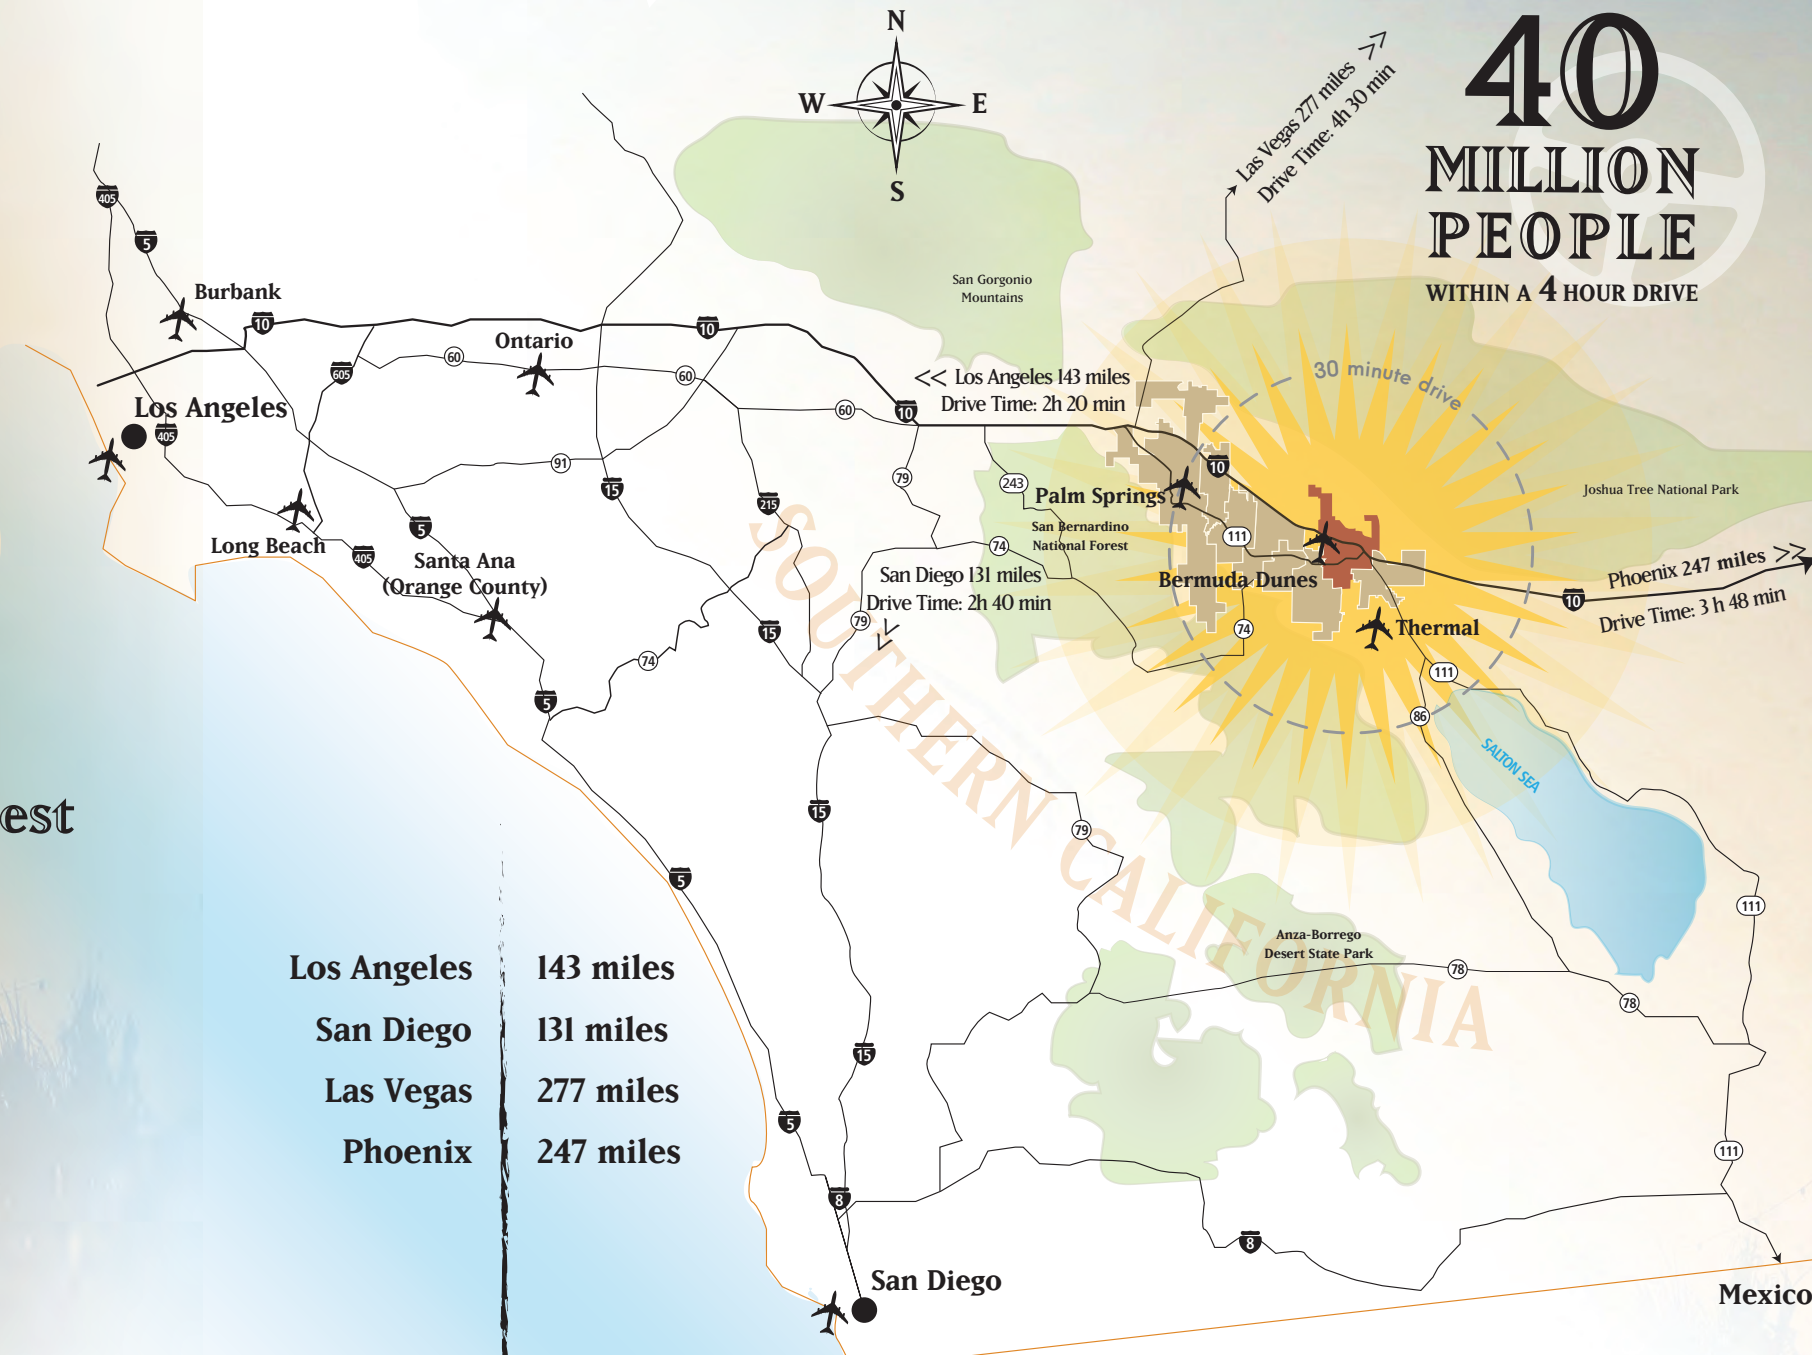 N
W
E
S
Las Vegas 277 miles >>
Drive Time: 4h 30 min
40
MILLION
PEOPLE
WITHIN A 4 HOUR DRIVE
405
5
Burbank
10
10
Ontario
60
605
60
San Gorgonio
Mountains
30 minute drive
<< Los Angeles 143 miles
Drive Time: 2h 20 min
Los Angeles
405
60
10
91
15
215
79
243
10
Palm Springs
Joshua Tree National Park
San Bernardino
National Forest
111
Long Beach
5
405
Santa Ana
(Orange County)
74
San Diego 131 miles
Drive Time: 2h 40 min
>
79
15
74
Bermuda Dunes
74
Thermal
Phoenix 247 miles >>
10
Drive Time: 3 h 48 min
5
111
86
SALTON SEA
SOUTHERN CALIFORNIA
15
79
est
5
111
Anza-Borrego
Desert State Park
78
78
Los Angeles 143 miles
San Diego 131 miles
Las Vegas 277 miles
Phoenix 247 miles
15
5
111
8
8
San Diego
Mexico